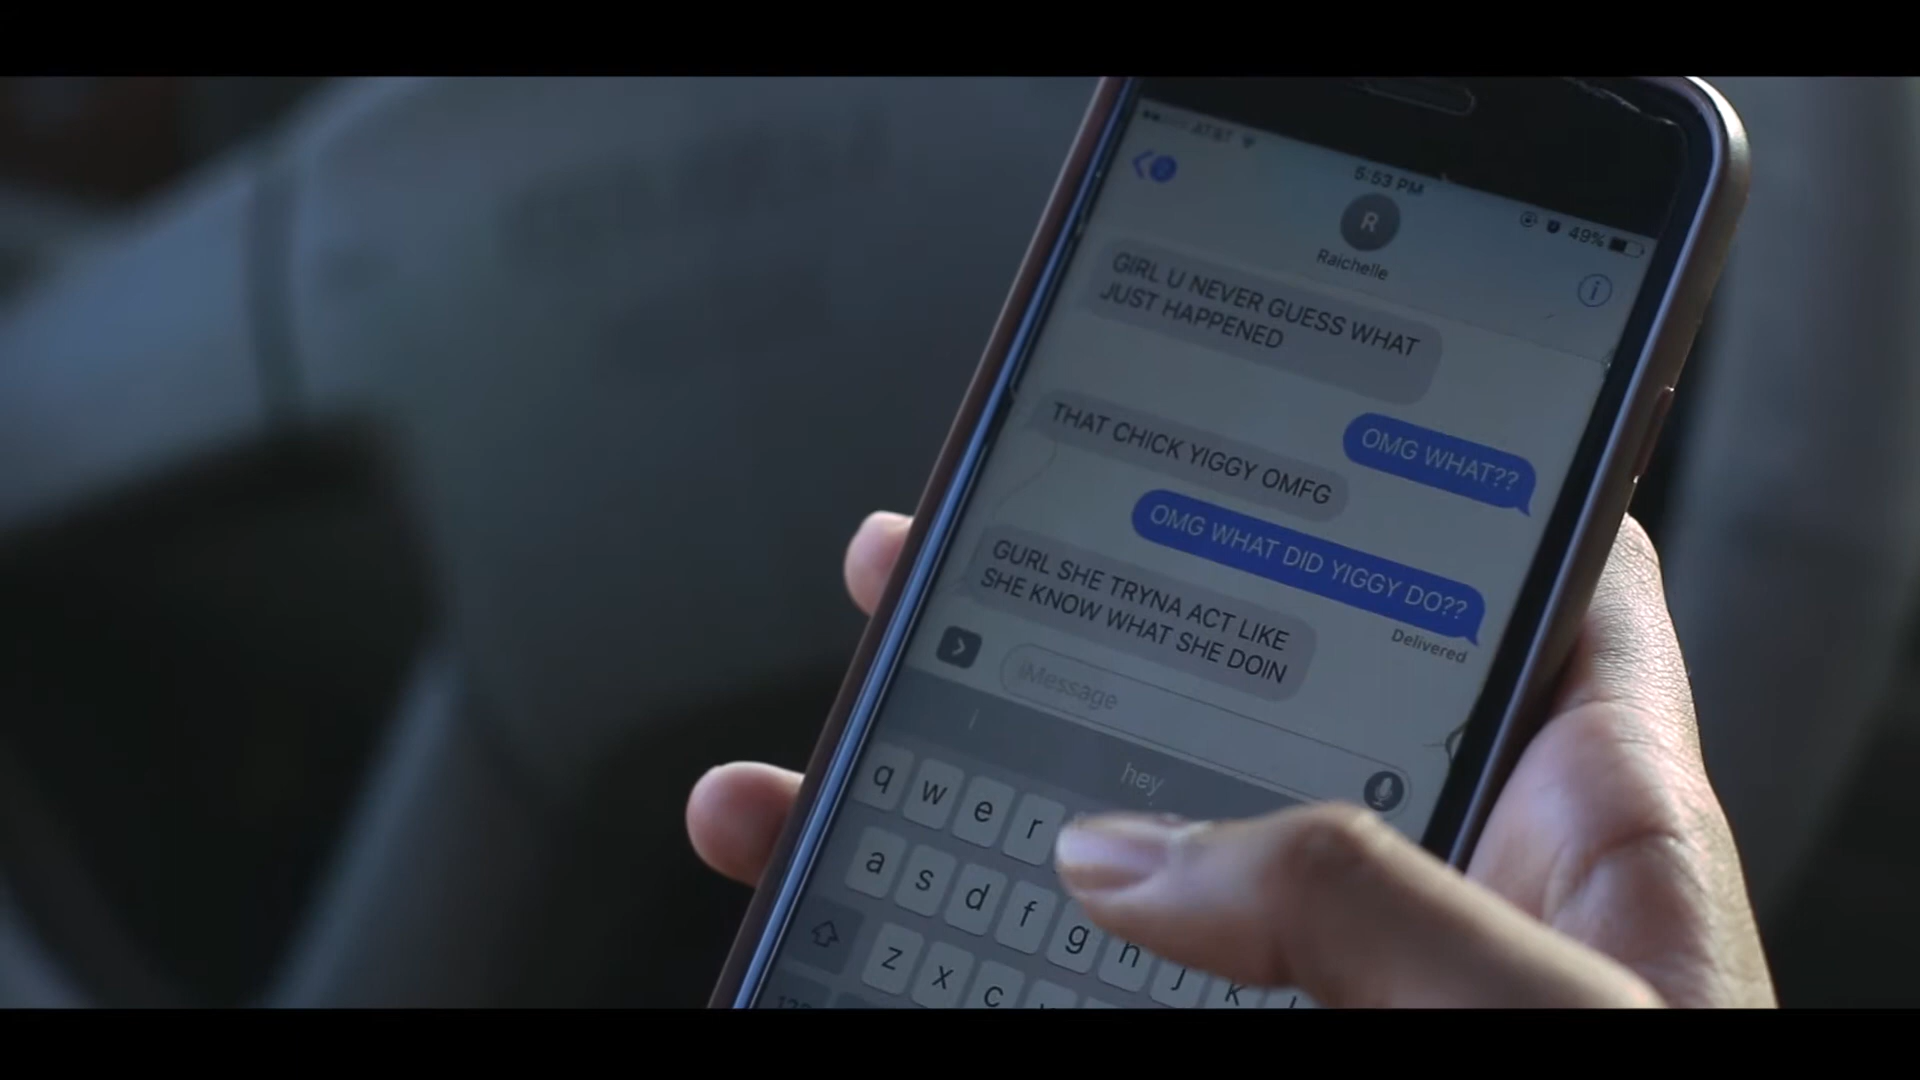 AT&T
5:53 PM
49%
R
Raichelle
i
GIRL U NEVER GUESS WHAT
JUST HAPPENED
OMG WHAT??
THAT CHICK YIGGY OMFG
OMG WHAT DID YIGGY DO??
Delivered
GURL SHE TRYNA ACT LIKE
SHE KNOW WHAT SHE DOIN
iMessage
i
hey
q w e r
a s d f g h j k l
z x c
123